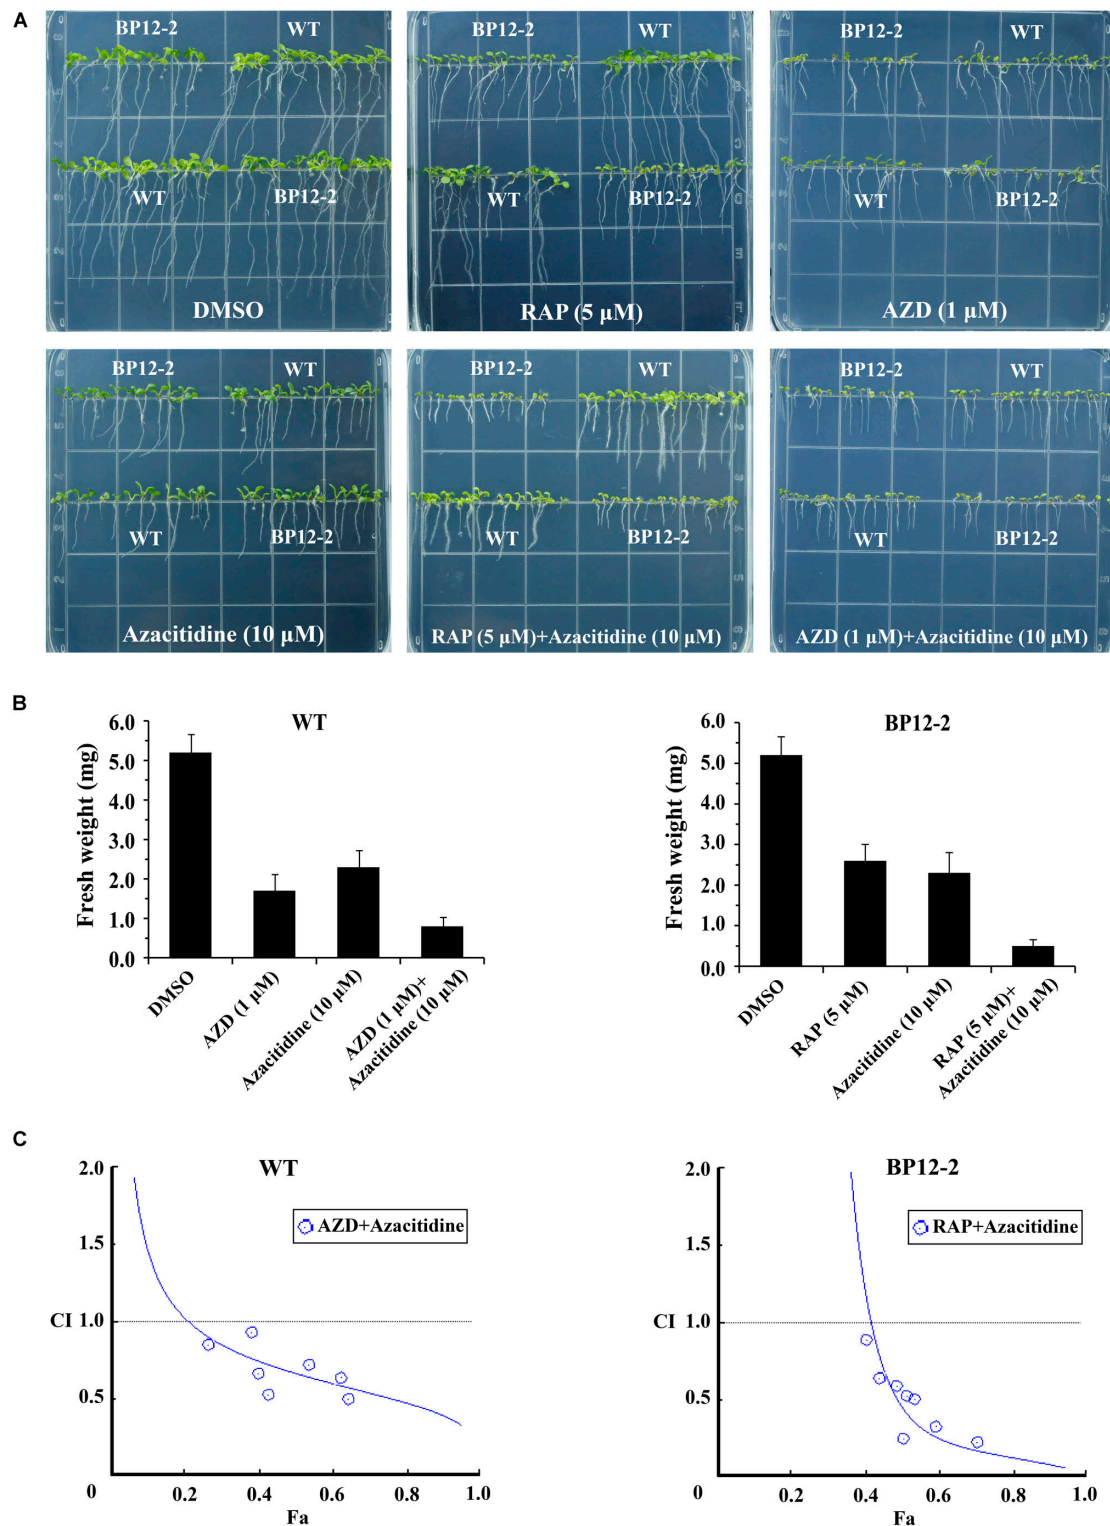 A
BP12-2 WT
WT BP12-2
DMSO
BP12-2 WT
WT BP12-2
RAP (5 μM)
BP12-2 WT
WT BP12-2
AZD (1 μM)
BP12-2 WT
WT BP12-2
Azacitidine (10 μM)
BP12-2 WT
WT BP12-2
RAP (5 μM)+Azacitidine (10 μM)
BP12-2 WT
WT BP12-2
AZD (1 μM)+Azacitidine (10 μM)
B
WT
Fresh weight (mg)
6.0
5.0
4.0
3.0
2.0
1.0
0.0
DMSO
AZD (1 μM)
Azacitidine (10 μM)
AZD (1 μM)+
Azacitidine (10 μM)
BP12-2
Fresh weight (mg)
6.0
5.0
4.0
3.0
2.0
1.0
0.0
DMSO
RAP (5 μM)
Azacitidine (10 μM)
RAP (5 μM)+
Azacitidine (10 μM)
C
WT
AZD+Azacitidine
2.0
1.5
CI 1.0
0.5
0 0.2 0.4 0.6 0.8 1.0
Fa
BP12-2
RAP+Azacitidine
2.0
1.5
CI 1.0
0.5
0 0.2 0.4 0.6 0.8 1.0
Fa